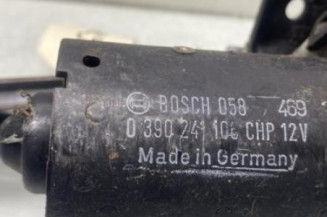 BOSCH 058 469
0 390 241 106 CHP 12V
Made in Germany